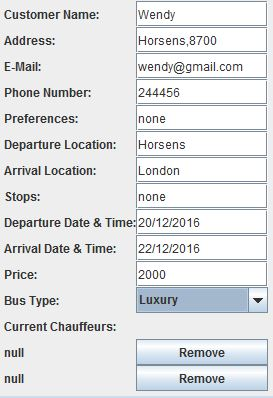 Customer Name: Wendy
Address: Horsens,8700
E-Mail: wendy@gmail.com
Phone Number: 244456
Preferences: none
Departure Location: Horsens
Arrival Location: London
Stops: none
Departure Date & Time: 20/12/2016
Arrival Date & Time: 22/12/2016
Price: 2000
Bus Type: Luxury
Current Chauffeurs:
null Remove
null Remove